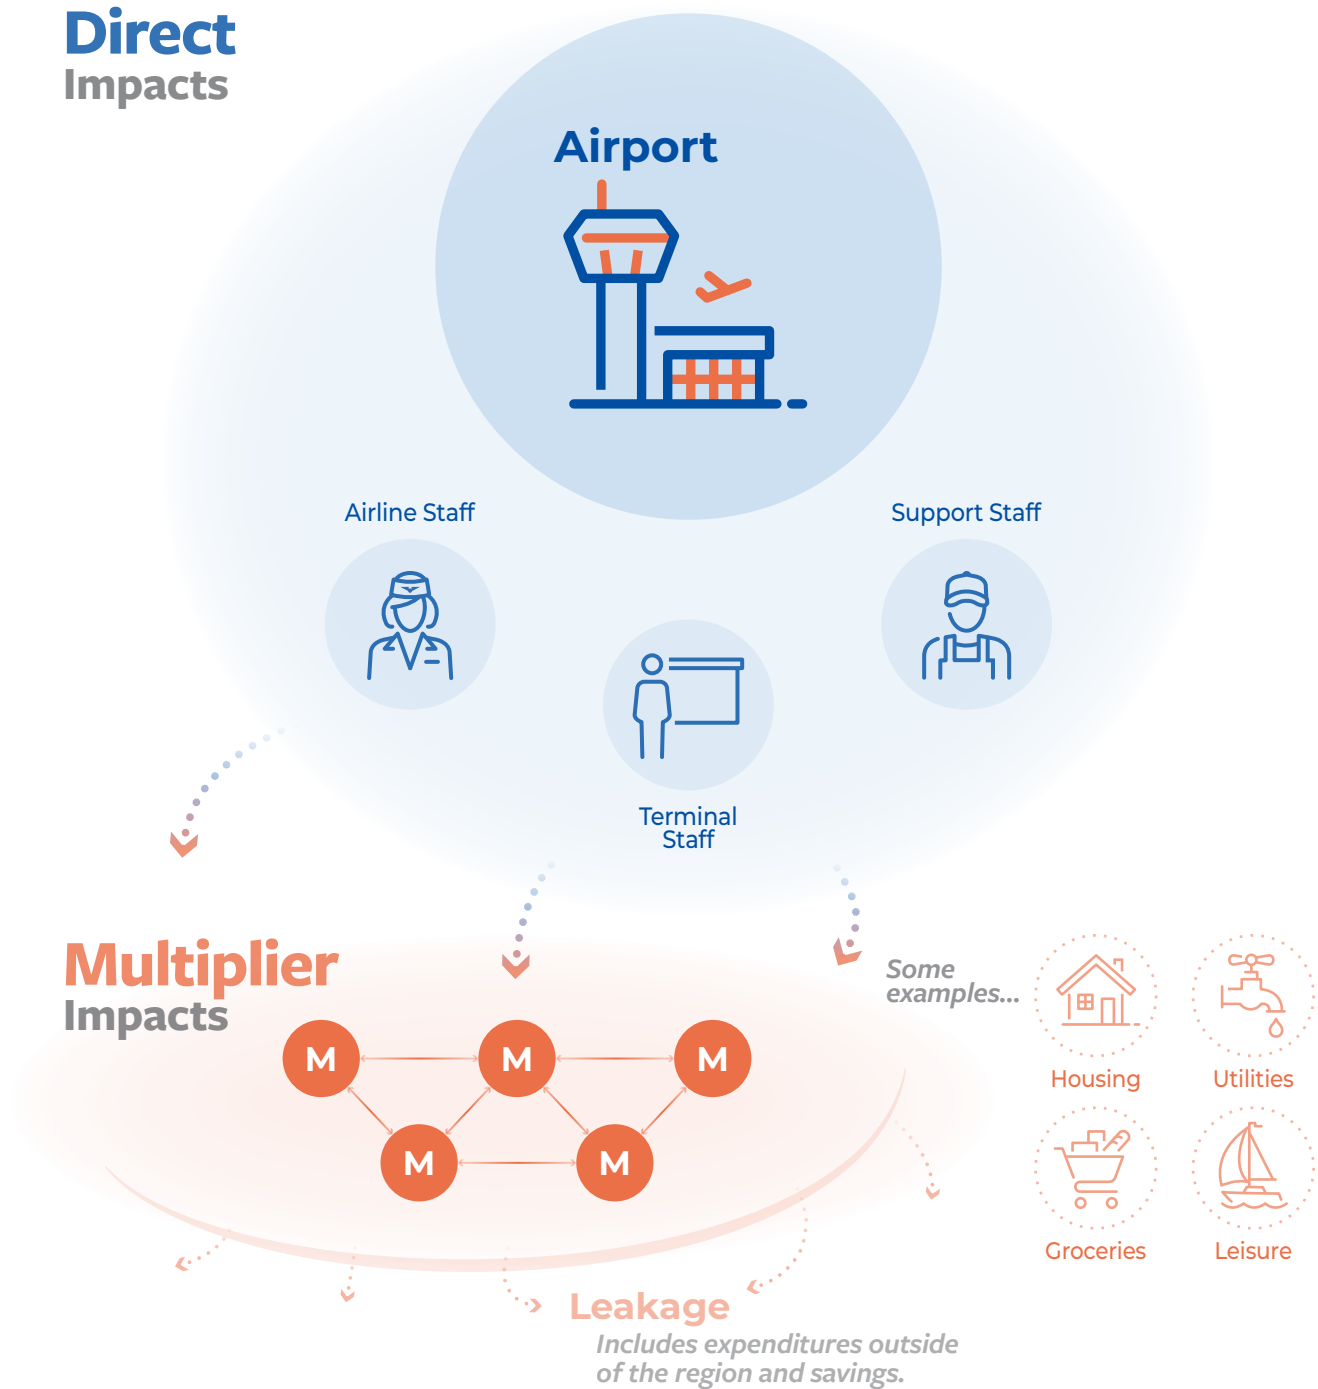 Direct
Impacts
Airport
Airline Staff
Support Staff
Terminal
Staff
Multiplier
Impacts
Some
examples...
M
M
M
M
M
Housing
Utilities
Groceries
Leisure
Leakage
Includes expenditures outside
of the region and savings.